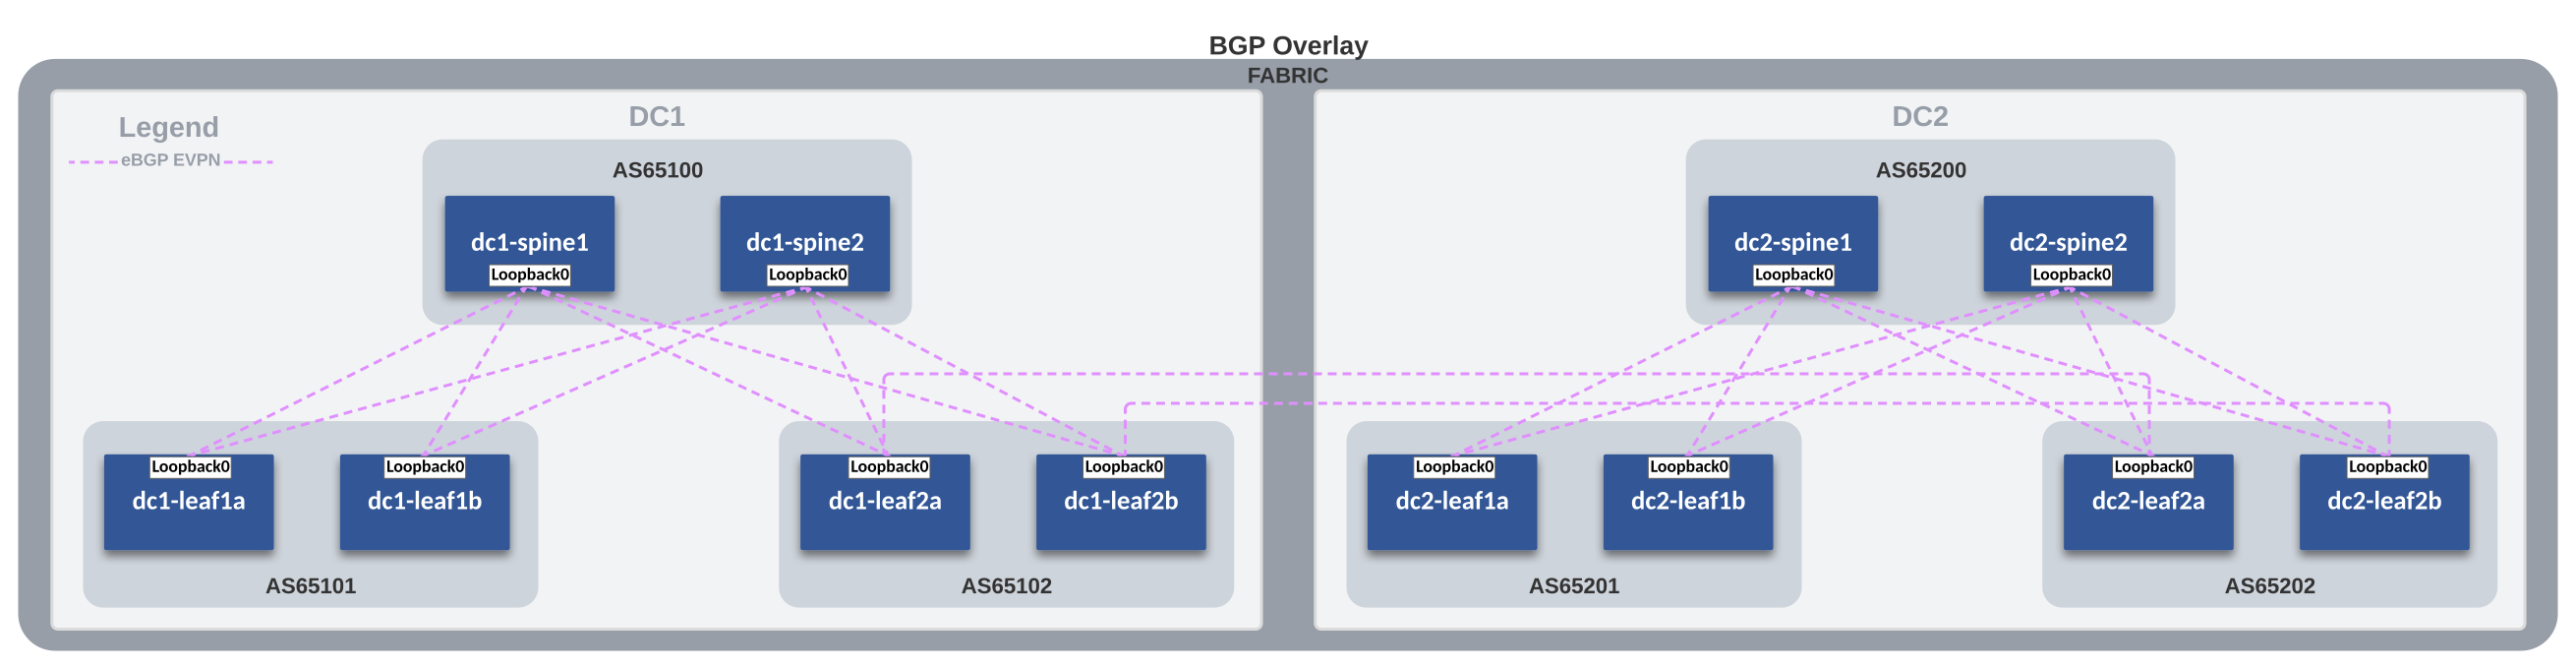 BGP Overlay
FABRIC
DC1
Legend
eBGP EVPN
AS65100
dc1-spine1
Loopback0
dc1-spine2
Loopback0
Loopback0
dc1-leaf1a
Loopback0
dc1-leaf1b
AS65101
Loopback0
dc1-leaf2a
Loopback0
dc1-leaf2b
AS65102
DC2
AS65200
dc2-spine1
Loopback0
dc2-spine2
Loopback0
Loopback0
dc2-leaf1a
Loopback0
dc2-leaf1b
AS65201
Loopback0
dc2-leaf2a
Loopback0
dc2-leaf2b
AS65202